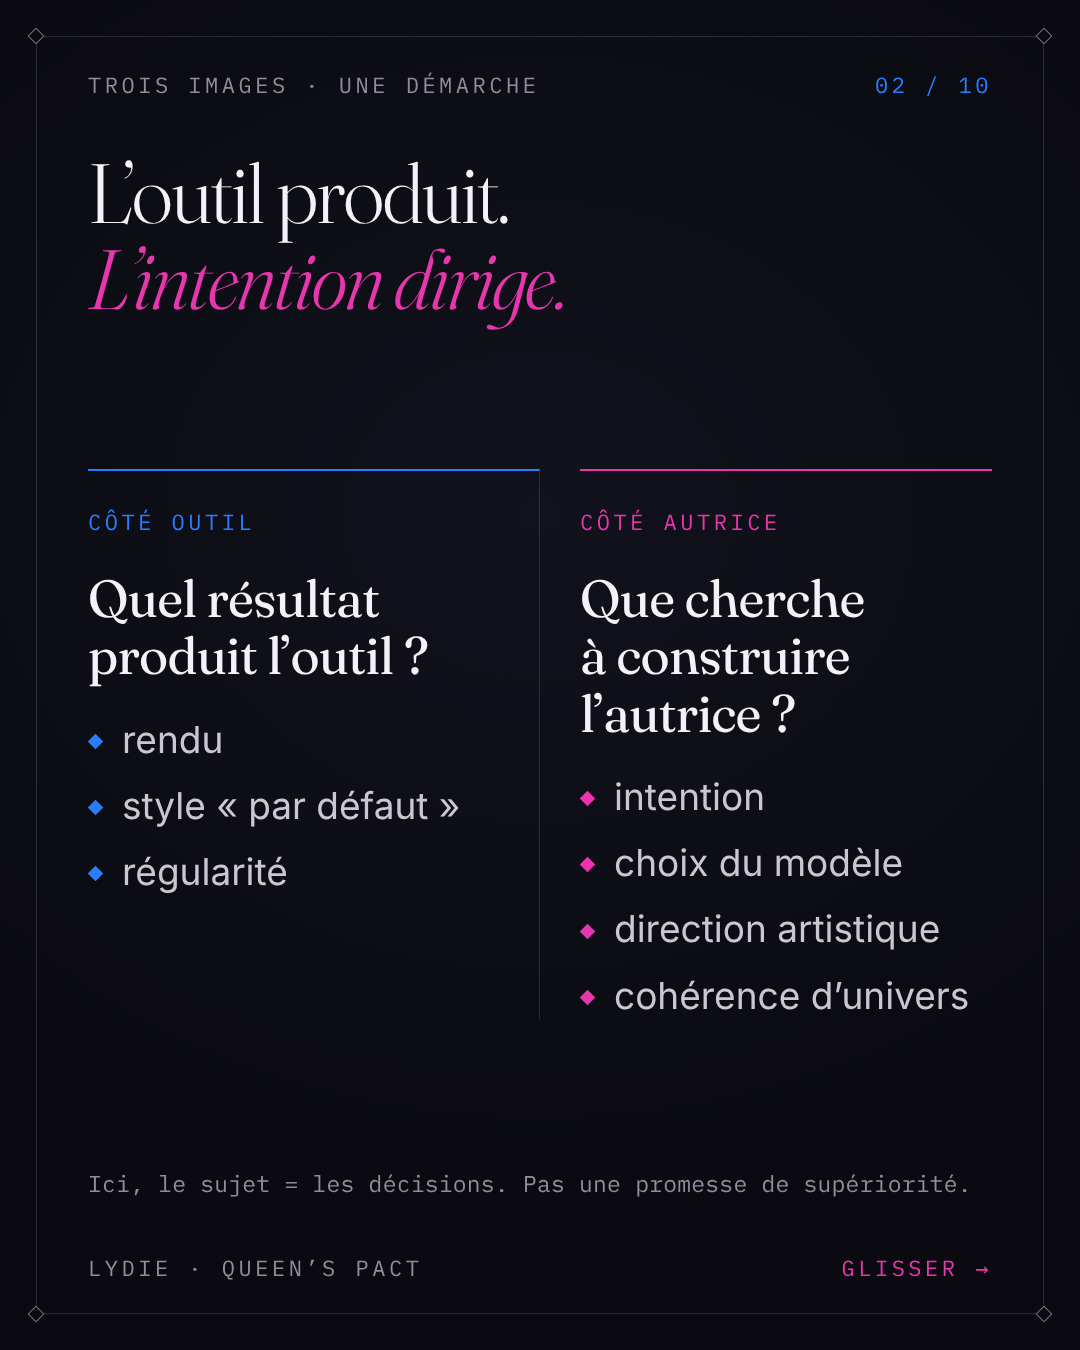 TROIS IMAGES · UNE DÉMARCHE
02 / 10
L’outil produit.
L’intention dirige.
CÔTÉ OUTIL
Quel résultat
produit l’outil ?
rendu
style « par défaut »
régularité
CÔTÉ AUTRICE
Que cherche
à construire
l’autrice ?
intention
choix du modèle
direction artistique
cohérence d’univers
Ici, le sujet = les décisions. Pas une promesse de supériorité.
LYDIE · QUEEN’S PACT
GLISSER →